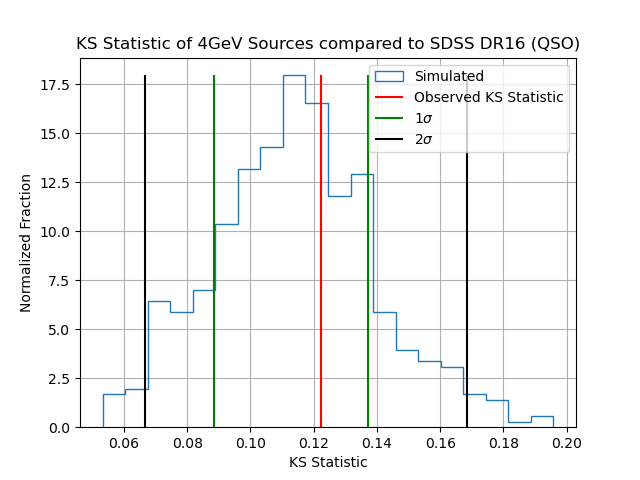 KS Statistic of 4GeV Sources compared to SDSS DR16 (QSO)
Simulated
Observed KS Statistic
1σ
2σ
17.5
15.0
12.5
10.0
7.5
5.0
2.5
0.0
Normalized Fraction
0.06 0.08 0.10 0.12 0.14 0.16 0.18 0.20
KS Statistic